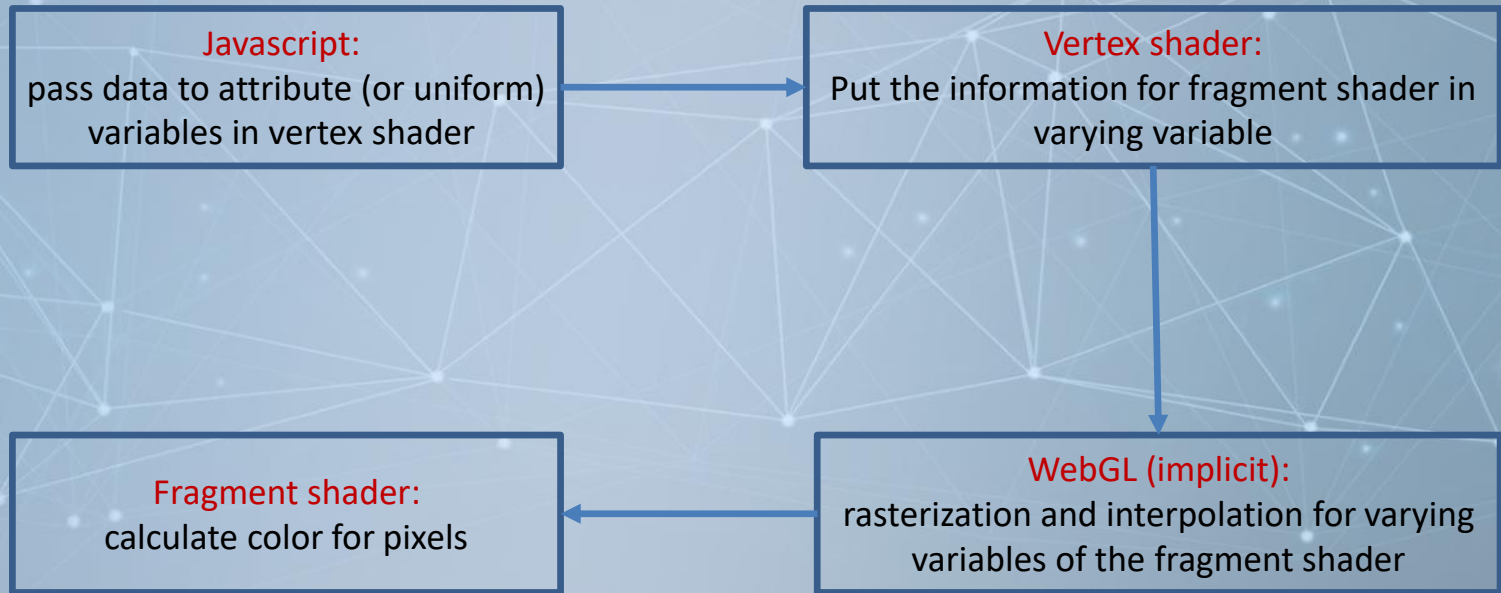 Javascript:
pass data to attribute (or uniform)
variables in vertex shader
Vertex shader:
Put the information for fragment shader in
varying variable
WebGL (implicit):
rasterization and interpolation for varying
variables of the fragment shader
Fragment shader:
calculate color for pixels